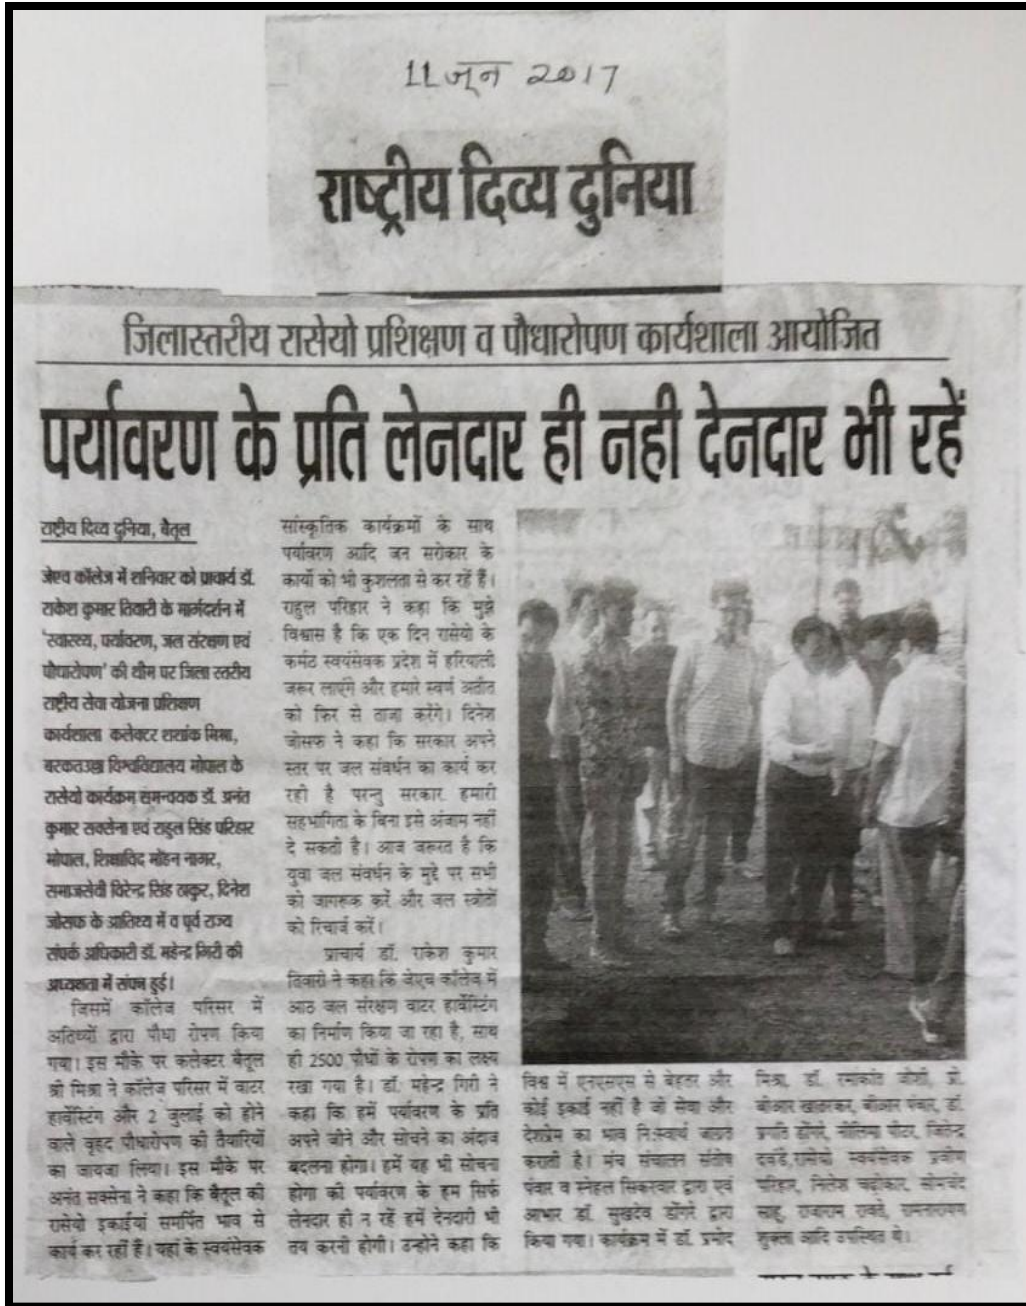 11 जून 2017
राष्ट्रीय दिव्य दुनिया
जिलास्तरीय रासेयो प्रशिक्षण व पौधारोपण कार्यशाला आयोजित
पर्यावरण के प्रति लेनदार ही नही देनदार भी रहें
राष्ट्रीय दिव्य दुनिया, बैतूल
जेएच कॉलेज में शनिवार को प्राचार्य डॉ.
राकेश कुमार तिवारी के मार्गदर्शन में
'स्वास्थ्य, पर्यावरण, जल संरक्षण एवं
पौधारोपण' की थीम पर जिला स्तरीय
राष्ट्रीय सेवा योजना प्रशिक्षण
कार्यशाला कलेक्टर शशांक मिश्रा,
बरकतउल्ला विश्वविद्यालय भोपाल के
रासेयो कार्यक्रम समन्वयक डॉ. अनंत
कुमार सक्सेना एवं राहुल सिंह परिहार
भोपाल, शिक्षाविद मोहन नागर,
समाजसेवी विरेन्द्र सिंह ठाकुर, दिनेश
जोसफ के आतिथ्य में व पूर्व राज्य
संपर्क अधिकारी डॉ. महेन्द्र गिरी की
अध्यक्षता में संपन्न हुई।
जिसमें कॉलेज परिसर में
अतिथ्यों द्वारा पौधा रोपण किया
गया। इस मौके पर कलेक्टर बैतूल
श्री मिश्रा ने कॉलेज परिसर में वाटर
हार्वेस्टिंग और 2 जुलाई को होने
वाले वृहद पौधारोपण की तैयारियों
का जायजा लिया। इस मौके पर
अनंत सक्सेना ने कहा कि बैतूल की
रासेयो इकाईयां समर्पित भाव से
कार्य कर रहीं हैं। यहां के स्वयंसेवक
सांस्कृतिक कार्यक्रमों के साथ
पर्यावरण आदि जन सरोकार के
कार्यो को भी कुशलता से कर रहें हैं।
राहुल परिहार ने कहा कि मुझे
विश्वास है कि एक दिन रासेयो के
कर्मठ स्वयंसेवक प्रदेश में हरियाली
जरूर लाएंगे और हमारे स्वर्ण अतीत
को फिर से ताजा करेंगे। दिनेश
जोसफ ने कहा कि सरकार अपने
स्तर पर जल संवर्धन का कार्य कर
रही है परन्तु सरकार हमारी
सहभागिता के बिना इसे अंजाम नहीं
दे सकती है। आज जरूरत है कि
युवा जल संवर्धन के मुद्दे पर सभी
को जागरूक करें और जल स्त्रोतों
को रिचार्ज करें।
प्राचार्य डॉ. राकेश कुमार
तिवारी ने कहा कि जेएच कॉलेज में
आठ जल संरक्षण वाटर हार्वेस्टिंग
का निर्माण किया जा रहा है, साथ
ही 2500 पौधों के रोपण का लक्ष्य
रखा गया है। डॉ. महेन्द्र गिरी ने
कहा कि हमें पर्यावरण के प्रति
अपने जीने और सोचने का अंदाज
बदलना होगा। हमें यह भी सोचना
होगा की पर्यावरण के हम सिर्फ
लेनदार ही न रहें हमें देनदारी भी
तय करनी होगी। उन्होने कहा कि
विश्व में एनएसएस से बेहतर और
कोई इकाई नहीं है जो सेवा और
देशप्रेम का भाव निःस्वार्थ जाग्रत
कराती है। मंच संचालन संतोष
पंवार व स्नेहल सिकरवार द्वारा एवं
आभार डॉ. सुखदेव डोंगरे द्वारा
किया गया। कार्यक्रम में डॉ. प्रमोद
मिश्रा, डॉ. रमाकांत जोशी, प्रो.
बीआर खातरकर, बीआर पंवार, डॉ.
प्रगति डोंगरे, नीलिमा पीटर, जितेन्द्र
दवंडे, रासेयो स्वयंसेवक प्रवीण
परिहार, निलेश चढ़ोकार, सोमचंद
साहू, राजाराम रावते, रामनारायण
शुक्ला आदि उपस्थित थे।